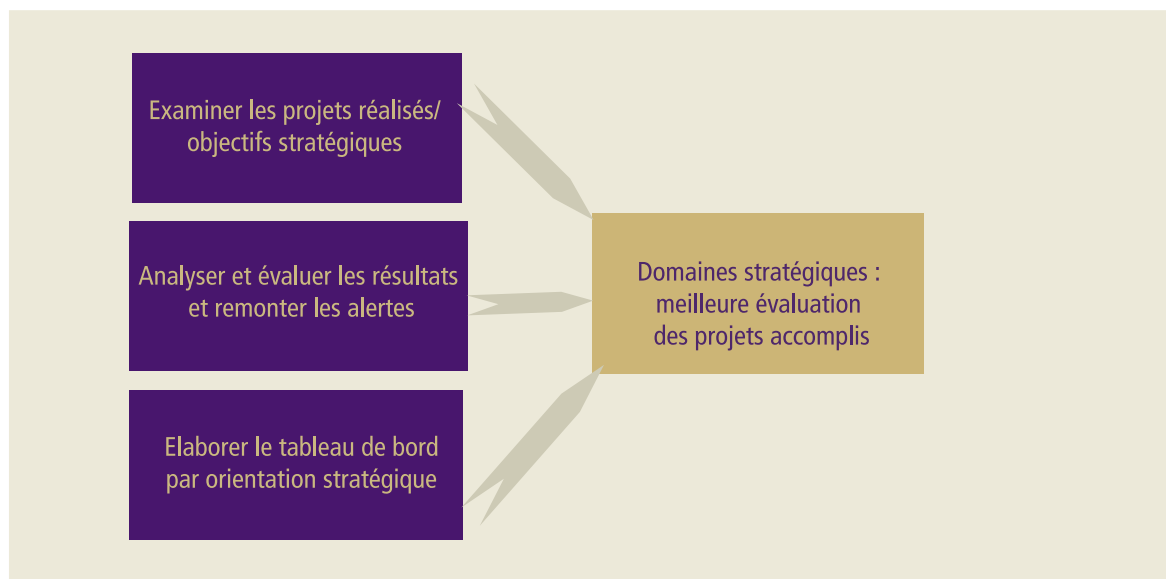 Examiner les projets réalisés/
objectifs stratégiques
Analyser et évaluer les résultats
et remonter les alertes
Elaborer le tableau de bord
par orientation stratégique
Domaines stratégiques :
meilleure évaluation
des projets accomplis